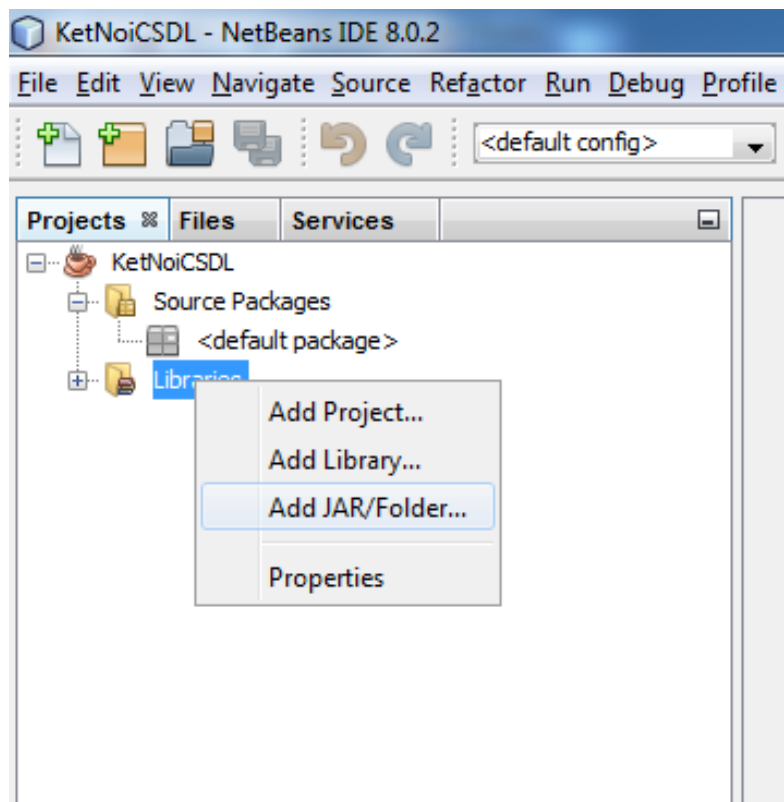 KetNoiCSDL - NetBeans IDE 8.0.2
File Edit View Navigate Source Refactor Run Debug Profile
<default config>
Projects Files Services
KetNoiCSDL
Source Packages
<default package>
Libraries
Add Project...
Add Library...
Add JAR/Folder...
Properties